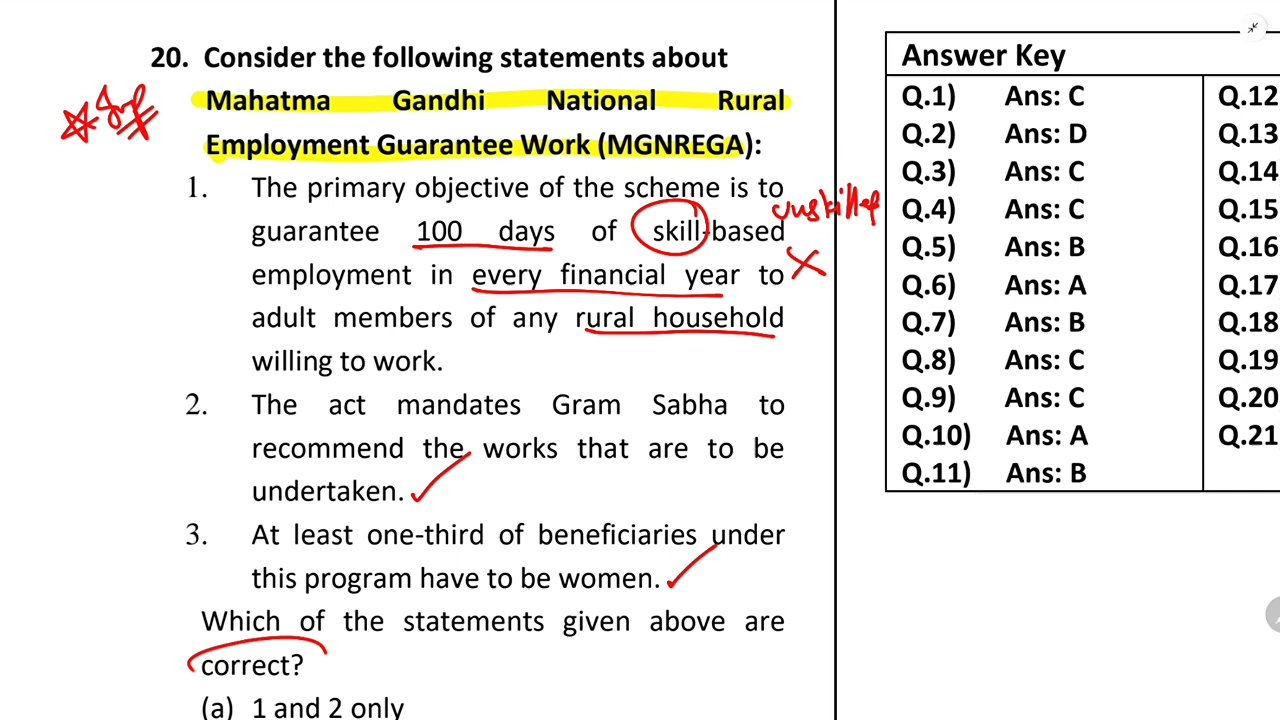 20. Consider the following statements about
Mahatma Gandhi National Rural
Employment Guarantee Work (MGNREGA):
1. The primary objective of the scheme is to
unskilled
guarantee 100 days of skill-based
employment in every financial year to
adult members of any rural household
willing to work.
2. The act mandates Gram Sabha to
recommend the works that are to be
undertaken.
3. At least one-third of beneficiaries under
this program have to be women.
Which of the statements given above are
correct?
(a) 1 and 2 only
Answer Key
Q.1) Ans: C
Q.2) Ans: D
Q.3) Ans: C
Q.4) Ans: C
Q.5) Ans: B
Q.6) Ans: A
Q.7) Ans: B
Q.8) Ans: C
Q.9) Ans: C
Q.10) Ans: A
Q.11) Ans: B
Q.12
Q.13
Q.14
Q.15
Q.16
Q.17
Q.18
Q.19
Q.20
Q.21